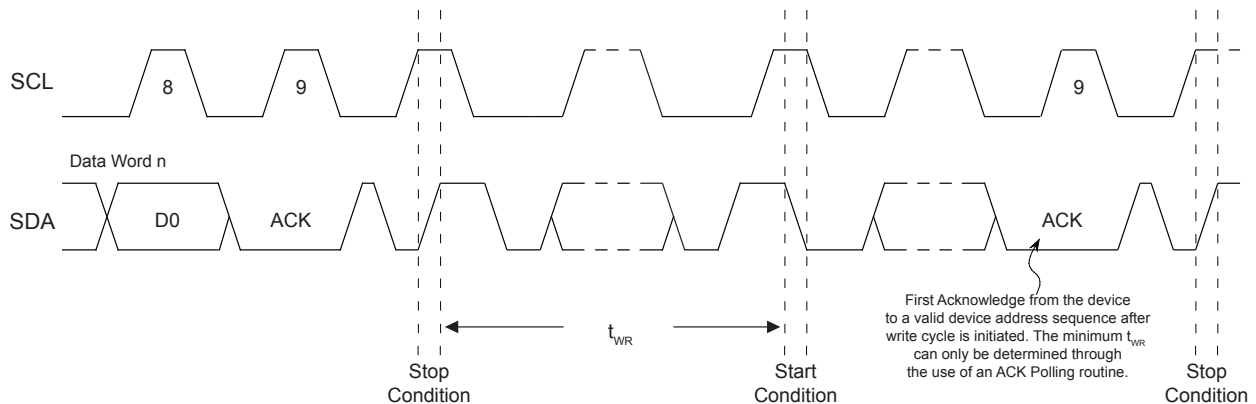 SCL
8
9
9
Data Word n
SDA
D0
ACK
ACK
First Acknowledge from the device
to a valid device address sequence after
write cycle is initiated. The minimum tWR
can only be determined through
the use of an ACK Polling routine.
tWR
Stop
Condition
Start
Condition
Stop
Condition